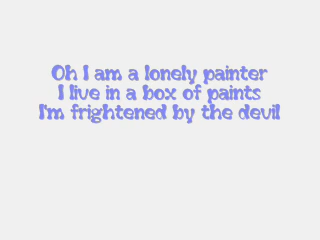 Oh I am a lonely painter
I live in a box of paints
I'm frightened by the devil